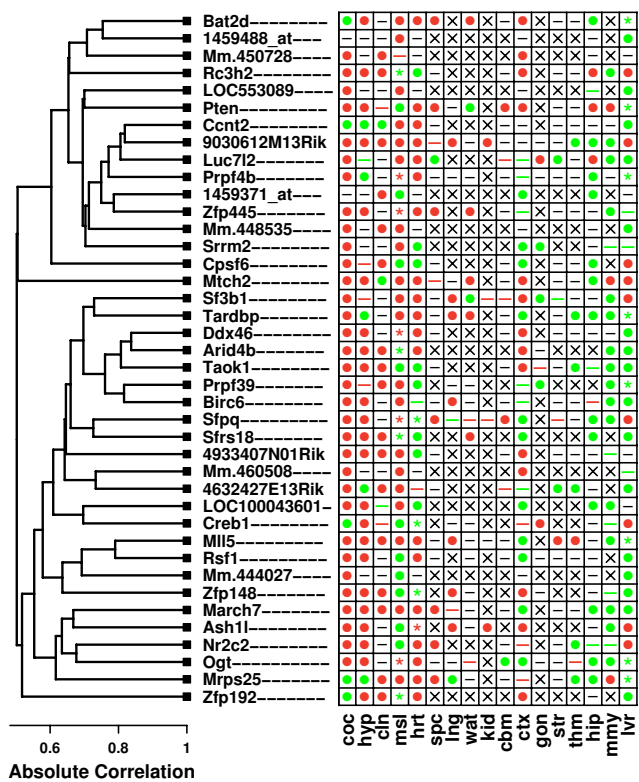 Bat2d--------
1459488_at---
Mm.450728----
Rc3h2--------
LOC553089----
Pten---------
Ccnt2--------
9030612M13Rik
Luc7l2-------
Prpf4b-------
1459371_at---
Zfp445-------
Mm.448535----
Srrm2--------
Cpsf6--------
Mtch2--------
Sf3b1--------
Tardbp-------
Ddx46--------
Arid4b-------
Taok1--------
Prpf39-------
Birc6--------
Sfpq---------
Sfrs18-------
4933407N01Rik
Mm.460508----
4632427E13Rik
LOC100043601-
Creb1--------
Mll5---------
Rsf1---------
Mm.444027----
Zfp148-------
March7-------
Ash1l--------
Nr2c2--------
Ogt----------
Mrps25-------
Zfp192-------
coc hyp cln msl hrt spc lng wat kid cbm ctx gon str thm hip mmy lvr
0.6 0.8 1
Absolute Correlation